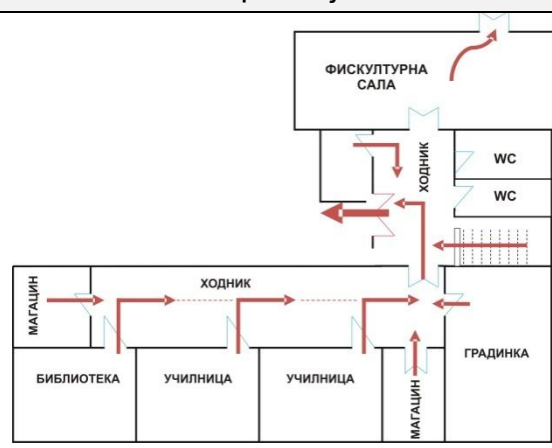 ФИСКУЛТУРНА
САЛА
ХОДНИК
WC
WC
МАГАЦИН
ХОДНИК
БИБЛИОТЕКА
УЧИЛНИЦА
УЧИЛНИЦА
МАГАЦИН
ГРАДИНКА